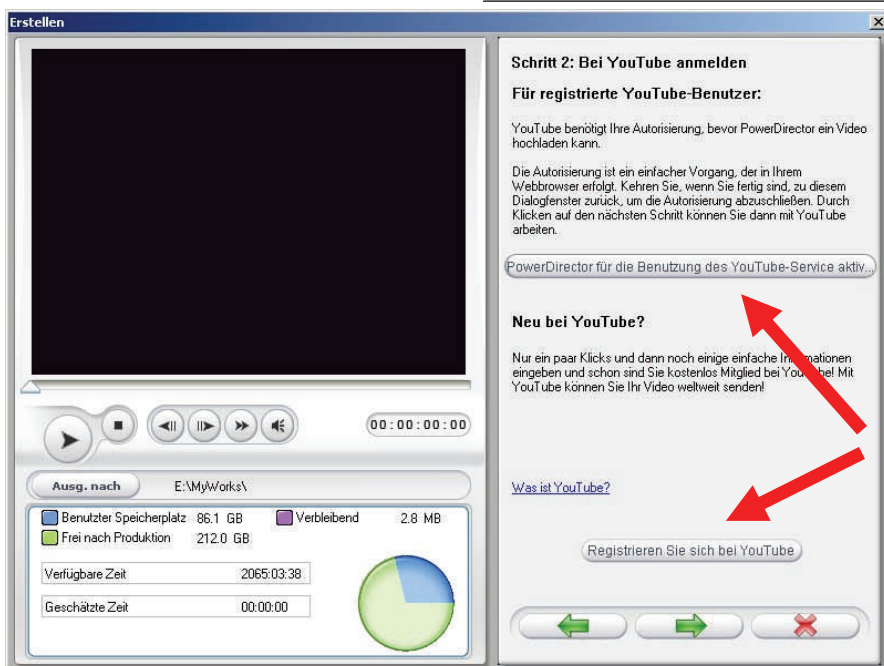 Erstellen
Schritt 2: Bei YouTube anmelden
Für registrierte YouTube-Benutzer:
YouTube benötigt Ihre Autorisierung, bevor PowerDirector ein Video
hochladen kann.
Die Autorisierung ist ein einfacher Vorgang, der in Ihrem
Webbrowser erfolgt. Kehren Sie, wenn Sie fertig sind, zu diesem
Dialogfenster zurück, um die Autorisierung abzuschließen. Durch
Klicken auf den nächsten Schritt können Sie dann mit YouTube
arbeiten.
PowerDirector für die Benutzung des YouTube-Service aktiv...
Neu bei YouTube?
Nur ein paar Klicks und dann noch einige einfache Informationen
eingeben und schon sind Sie kostenlos Mitglied bei YouTube! Mit
YouTube können Sie Ihr Video weltweit senden!
Was ist YouTube?
Registrieren Sie sich bei YouTube
00:00:00:00
Ausg. nach E:\MyWorks\
Benutzter Speicherplatz 86.1 GB Verbleibend 2.8 MB
Frei nach Produktion 212.0 GB
Verfügbare Zeit 2065:03:38
Geschätzte Zeit 00:00:00